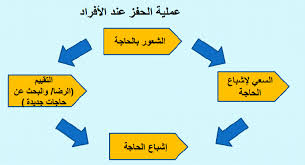 عملية الحفز عند الأفراد
الشعور بالحاجة
السعي لإشباع
الحاجة
إشباع الحاجة
التقييم
(الرضا/ والبحث عن
حاجات جديدة )